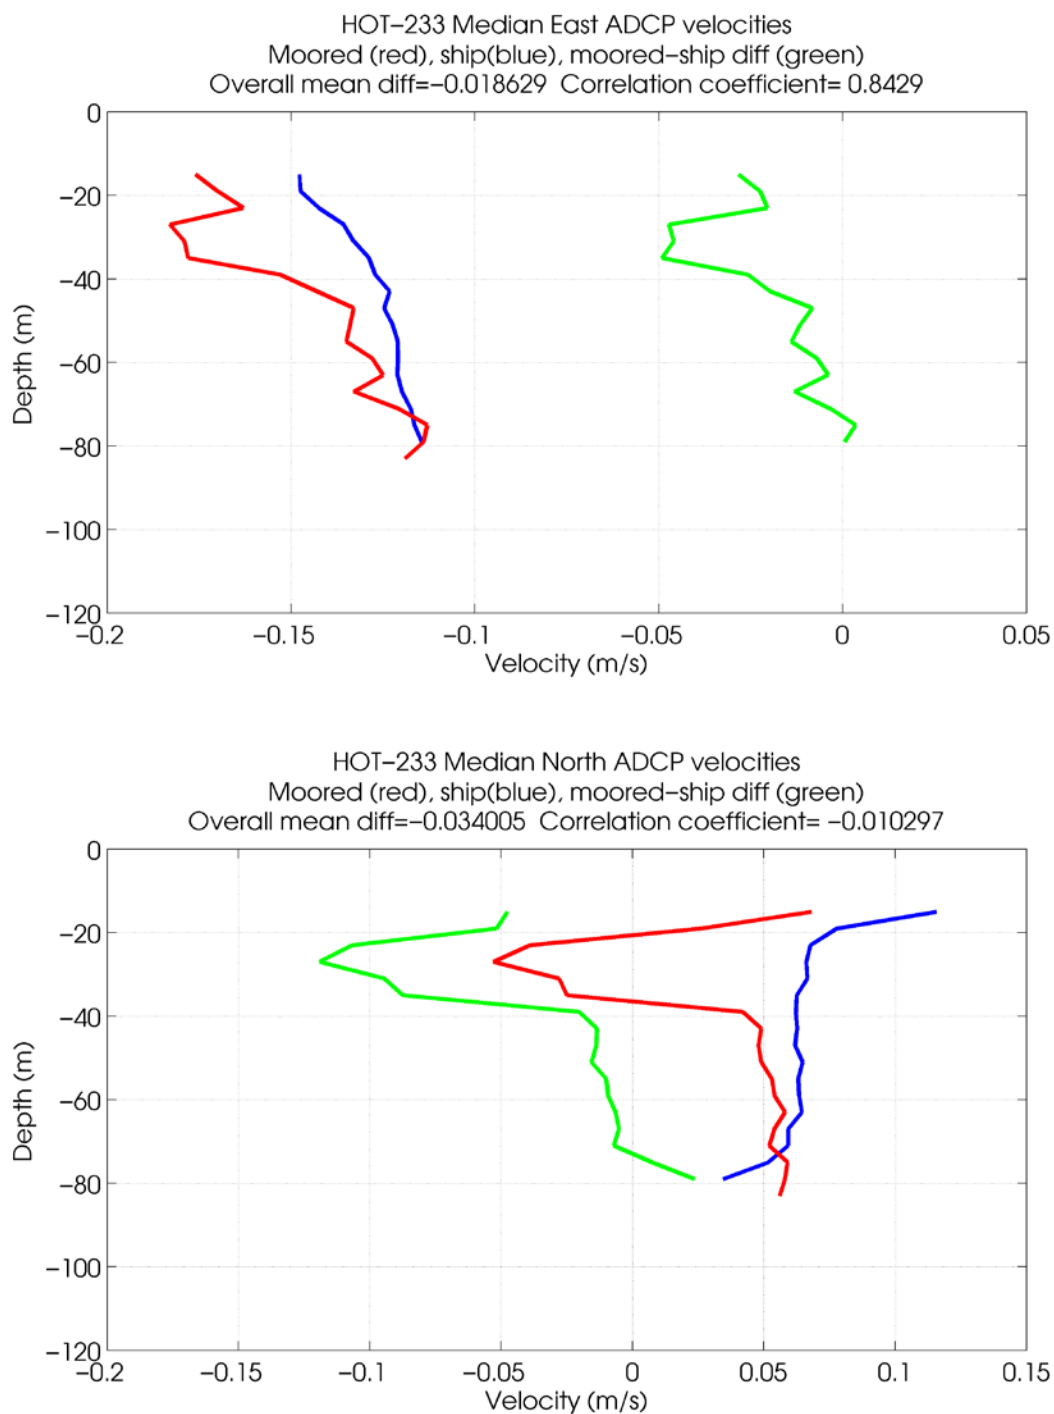 HOT−233 Median East ADCP velocities
Moored (red), ship(blue), moored−ship diff (green)
Overall mean diff=−0.018629 Correlation coefficient= 0.8429
0
−20
−40
−60
−80
−100
−120
Depth (m)
−0.2 −0.15 −0.1 −0.05 0 0.05
Velocity (m/s)
HOT−233 Median North ADCP velocities
Moored (red), ship(blue), moored−ship diff (green)
Overall mean diff=−0.034005 Correlation coefficient= −0.010297
0
−20
−40
−60
−80
−100
−120
Depth (m)
−0.2 −0.15 −0.1 −0.05 0 0.05 0.1 0.15
Velocity (m/s)